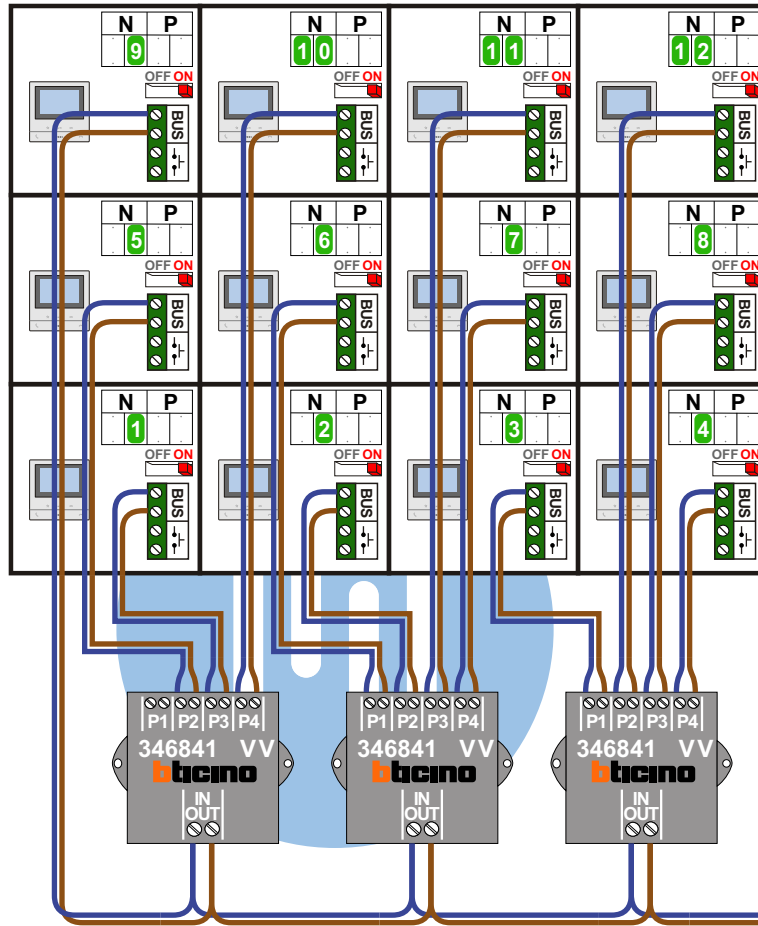 N P N P N P N P
9 10 11 12
OFF ON OFF ON OFF ON OFF ON
BUS BUS BUS BUS
N P N P N P N P
5 6 7 8
OFF ON OFF ON OFF ON OFF ON
BUS BUS BUS BUS
N P N P N P N P
1 2 3 4
OFF ON OFF ON OFF ON OFF ON
BUS BUS BUS BUS
P1 P2 P3 P4 P1 P2 P3 P4 P1 P2 P3 P4
346841 VV 346841 VV 346841 VV
bticino bticino bticino
IN IN IN
OUT OUT OUT